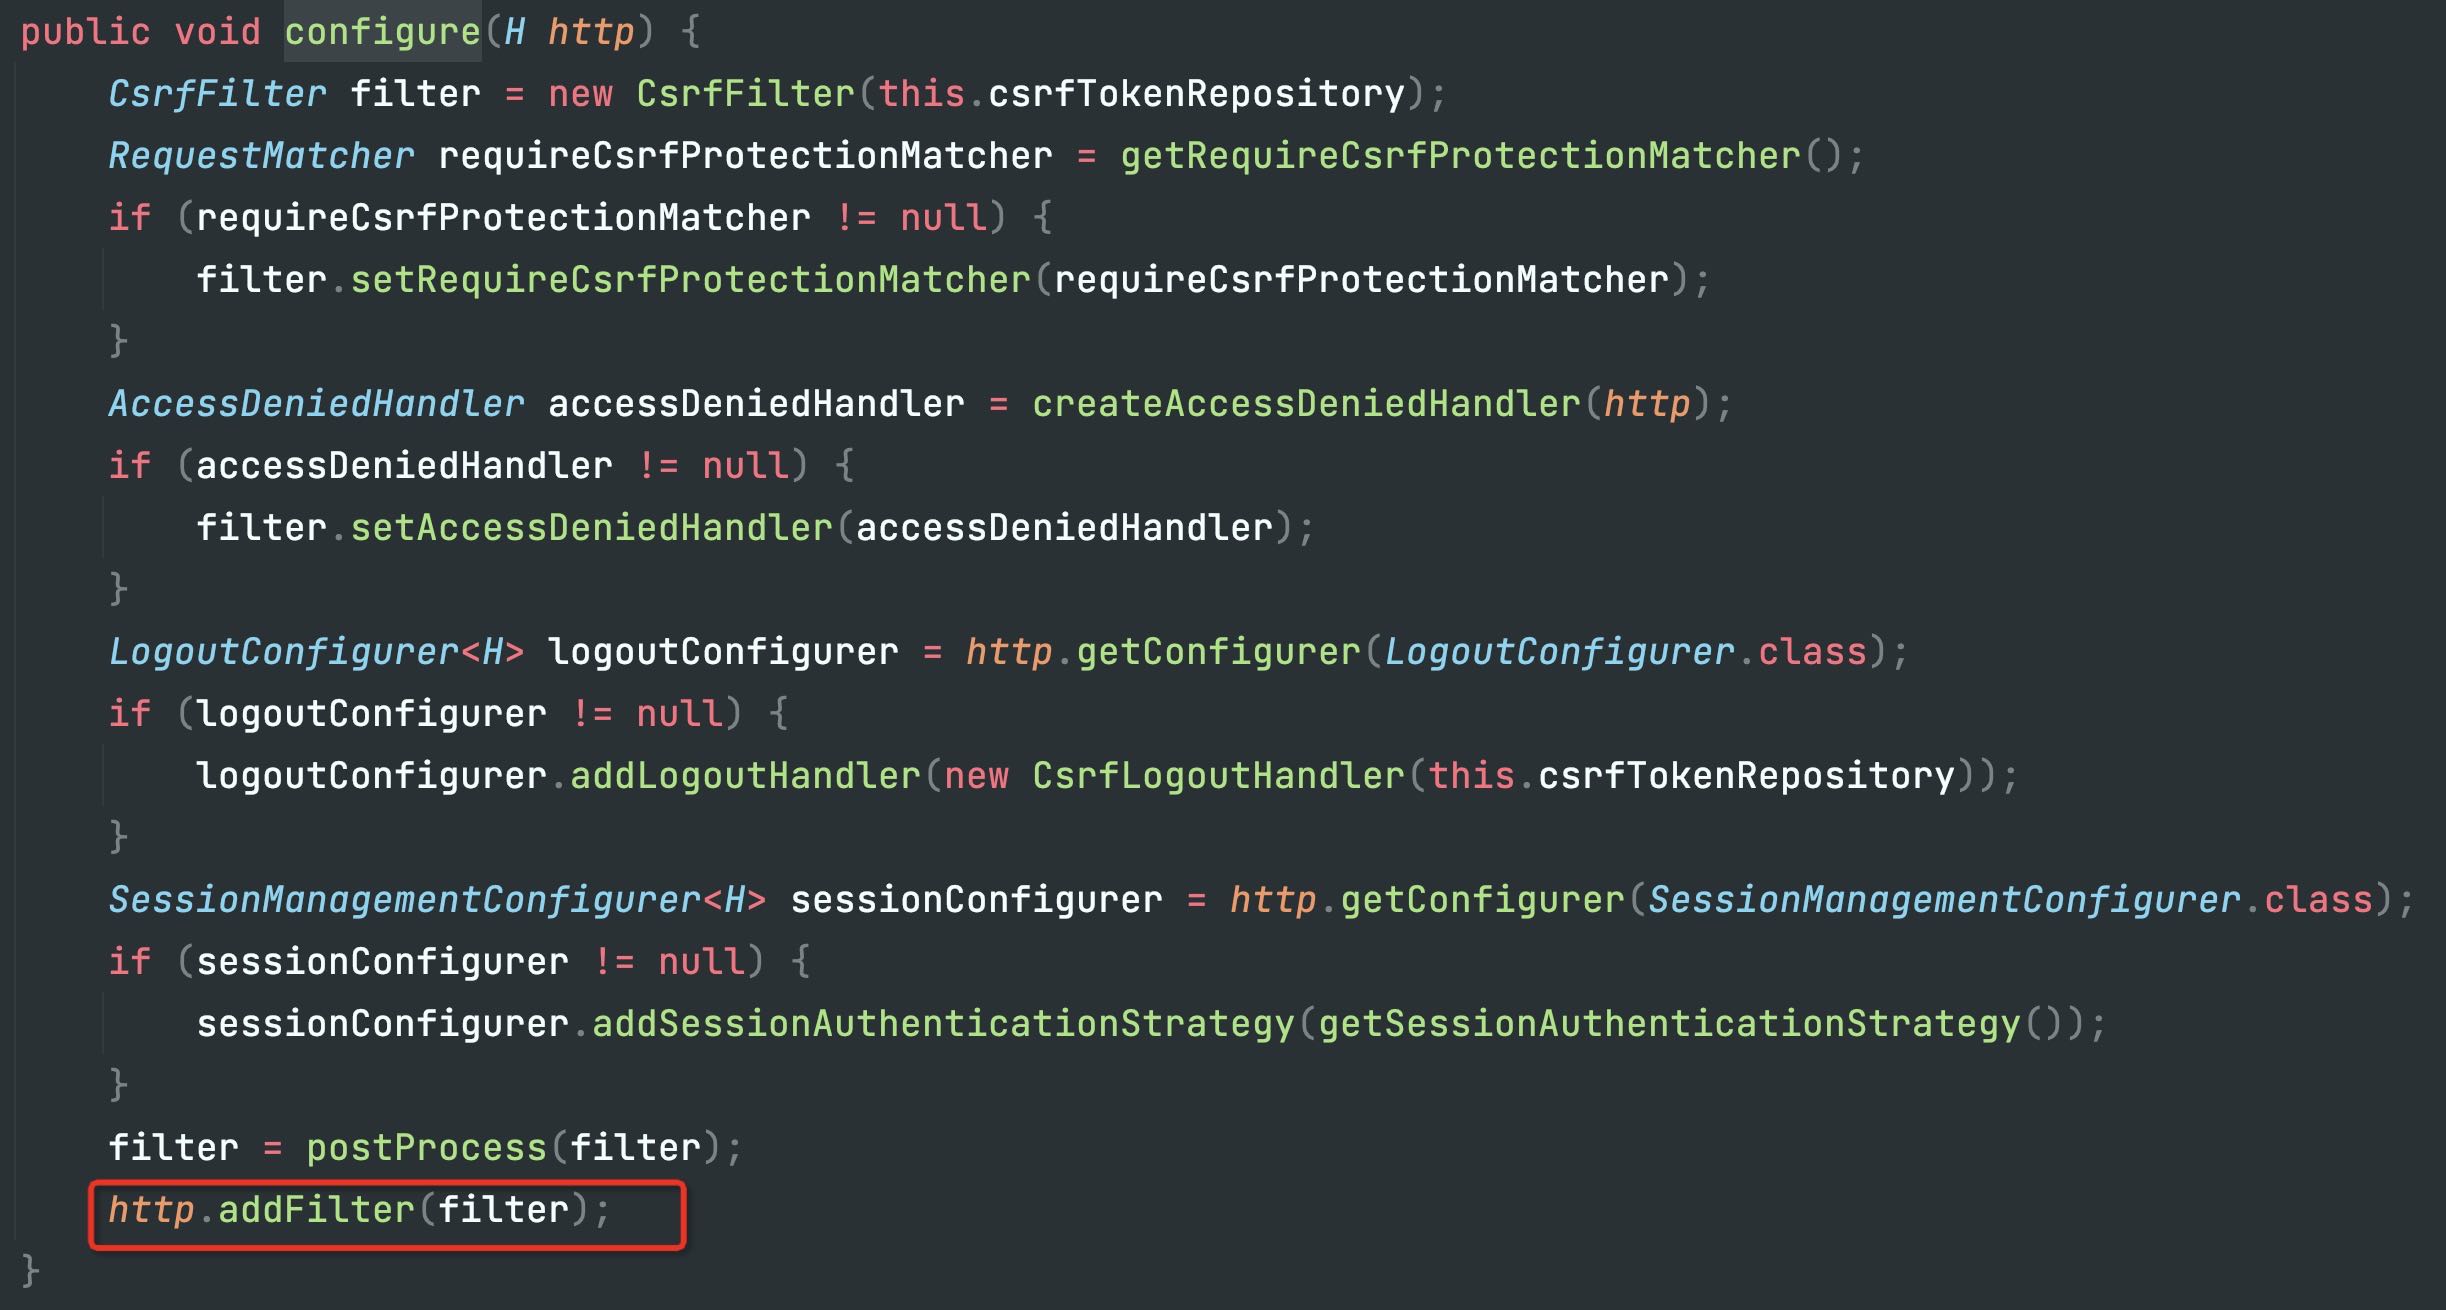 public void configure(H http) {
    CsrfFilter filter = new CsrfFilter(this.csrfTokenRepository);
    RequestMatcher requireCsrfProtectionMatcher = getRequireCsrfProtectionMatcher();
    if (requireCsrfProtectionMatcher != null) {
        filter.setRequireCsrfProtectionMatcher(requireCsrfProtectionMatcher);
    }
    AccessDeniedHandler accessDeniedHandler = createAccessDeniedHandler(http);
    if (accessDeniedHandler != null) {
        filter.setAccessDeniedHandler(accessDeniedHandler);
    }
    LogoutConfigurer<H> logoutConfigurer = http.getConfigurer(LogoutConfigurer.class);
    if (logoutConfigurer != null) {
        logoutConfigurer.addLogoutHandler(new CsrfLogoutHandler(this.csrfTokenRepository));
    }
    SessionManagementConfigurer<H> sessionConfigurer = http.getConfigurer(SessionManagementConfigurer.class);
    if (sessionConfigurer != null) {
        sessionConfigurer.addSessionAuthenticationStrategy(getSessionAuthenticationStrategy());
    }
    filter = postProcess(filter);
    http.addFilter(filter);
}